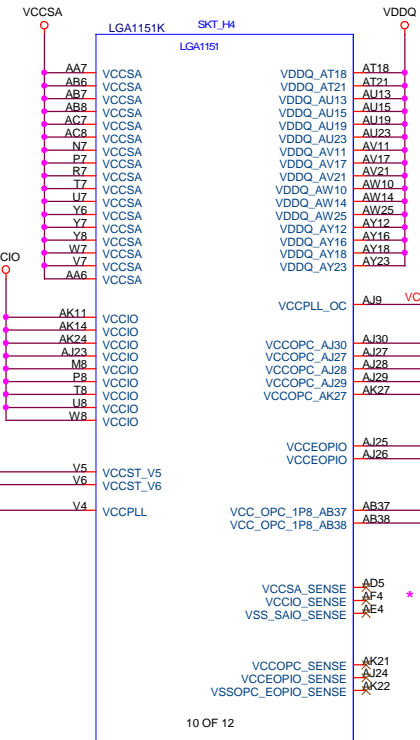 VCCSA
VDDQ
LGA1151K
SKT_H4
LGA1151
AA7 VCCSA VDDQ_AT18 AT18
AB6 VCCSA VDDQ_AT21 AT21
AB7 VCCSA VDDQ_AU13 AU13
AB8 VCCSA VDDQ_AU15 AU15
AC7 VCCSA VDDQ_AU19 AU19
AC8 VCCSA VDDQ_AU23 AU23
N7 VCCSA VDDQ_AV11 AV11
P7 VCCSA VDDQ_AV17 AV17
R7 VCCSA VDDQ_AV21 AV21
T7 VCCSA VDDQ_AW10 AW10
U7 VCCSA VDDQ_AW14 AW14
Y6 VCCSA VDDQ_AW25 AW25
Y7 VCCSA VDDQ_AY12 AY12
Y8 VCCSA VDDQ_AY16 AY16
W7 VCCSA VDDQ_AY18 AY18
V7 VCCSA VDDQ_AY23 AY23
AA6 VCCSA
CIO
VCCPLL_OC AJ9 VC
AK11 VCCIO
AK14 VCCIO
AK24 VCCIO VCCOPC_AJ30 AJ30
AJ23 VCCIO VCCOPC_AJ27 AJ27
M8 VCCIO VCCOPC_AJ28 AJ28
P8 VCCIO VCCOPC_AJ29 AJ29
T8 VCCIO VCCOPC_AK27 AK27
U8 VCCIO
W8 VCCIO
VCCEOPIO AJ25
VCCEOPIO AJ26
V5 VCCST_V5
V6 VCCST_V6
V4 VCCPLL VCC_OPC_1P8_AB37 AB37
VCC_OPC_1P8_AB38 AB38
VCCSA_SENSE AD5
VCCIO_SENSE AF4 *
VSS_SAIO_SENSE AE4
VCCOPC_SENSE AK21
VCCEOPIO_SENSE AJ24
VSSOPC_EOPIO_SENSE AK22
10 OF 12